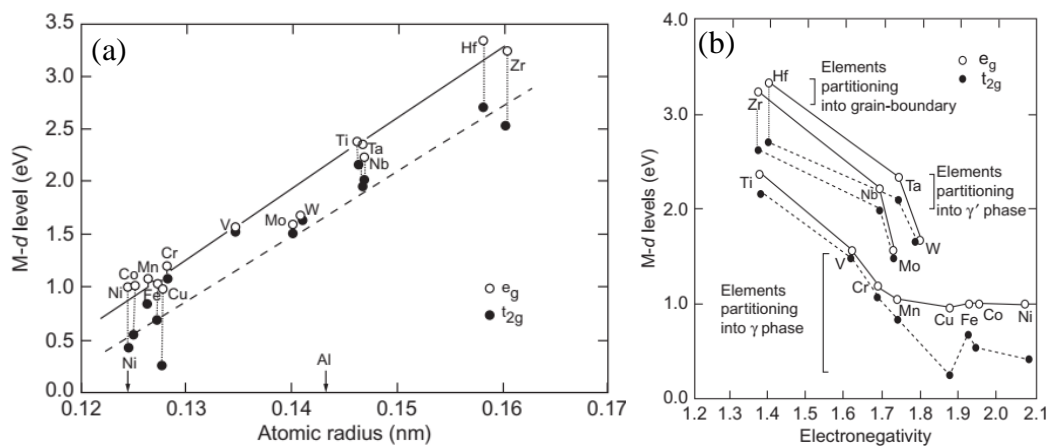 (a)
M-d level (eV)
3.5
3.0
2.5
2.0
1.5
1.0
0.5
0.0
Hf
Zr
Ti
Ta
Nb
W
Mo
V
Cr
Mn
Co
Ni
Fe
Cu
Ni
Al
eg
t2g
0.12 0.13 0.14 0.15 0.16 0.17
Atomic radius (nm)
(b)
M-d levels (eV)
4.0
3.0
2.0
1.0
0
Elements
partitioning
into grain-boundary
eg
t2g
Hf
Zr
Ti
Ta
Nb
Elements
partitioning
into γ′ phase
W
Mo
V
Elements
partitioning
into γ phase
Cr
Mn
Cu
Fe
Co
Ni
1.2 1.3 1.4 1.5 1.6 1.7 1.8 1.9 2.0 2.1
Electronegativity